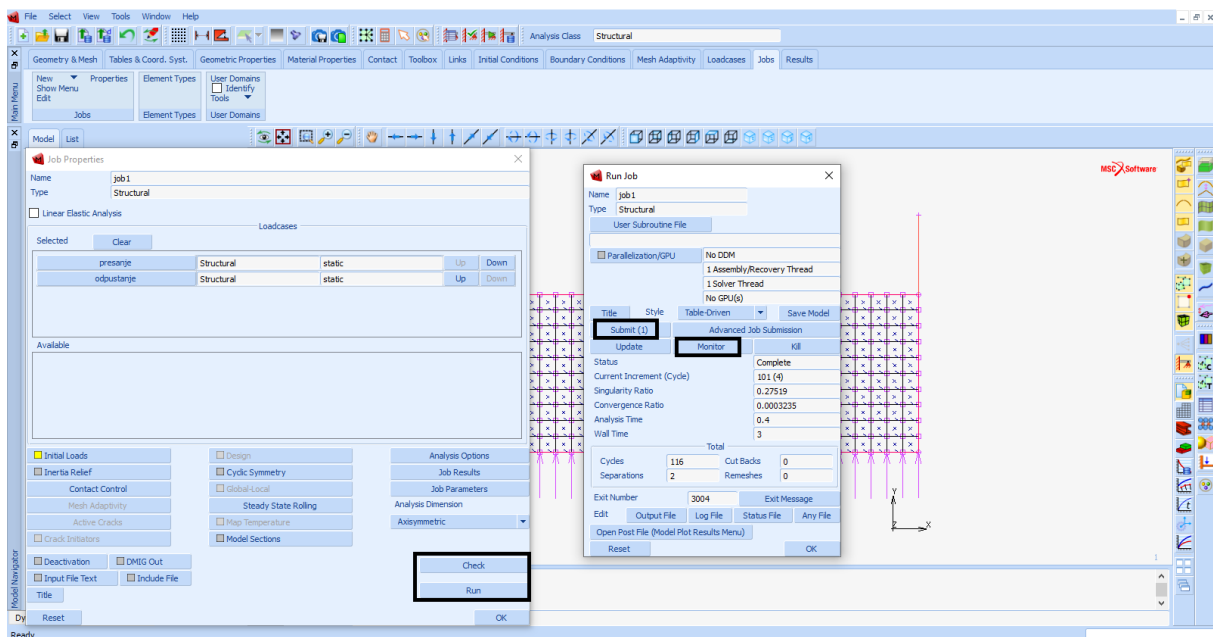 File Select View Tools Window Help
Analysis Class Structural
Geometry & Mesh Tables & Coord. Syst. Geometric Properties Material Properties Contact Toolbox Links Initial Conditions Boundary Conditions Mesh Adaptivity Loadcases Jobs Results
Main Menu
New Properties Element Types User Domains
Show Menu Identify
Edit Tools
Jobs Element Types User Domains
Model List
Job Properties
Name job1
Type Structural
Linear Elastic Analysis
Loadcases
Selected Clear
presanje Structural static Up Down
odpustanje Structural static Up Down
Available
Initial Loads Design Analysis Options
Inertia Relief Cyclic Symmetry Job Results
Contact Control Global-Local Job Parameters
Mesh Adaptivity Steady State Rolling Analysis Dimension
Active Cracks Map Temperature Axisymmetric
Crack Initiators Model Sections
Deactivation DMIG Out Check
Input File Text Include File Run
Title
Reset OK
Model Navigator
Dy
Ready
Run Job
Name job1
Type Structural
User Subroutine File
Parallelization/GPU No DDM
1 Assembly/Recovery Thread
1 Solver Thread
No GPU(s)
Title Style Table-Driven Save Model
Submit (1) Advanced Job Submission
Update Monitor Kill
Status Complete
Current Increment (Cycle) 101 (4)
Singularity Ratio 0.27519
Convergence Ratio 0.0003235
Analysis Time 0.4
Wall Time 3
Total
Cycles 116 Cut Backs 0
Separations 2 Remeshes 0
Exit Number 3004 Exit Message
Edit Output File Log File Status File Any File
Open Post File (Model Plot Results Menu)
Reset OK
MSC Software
Y
Z X
1